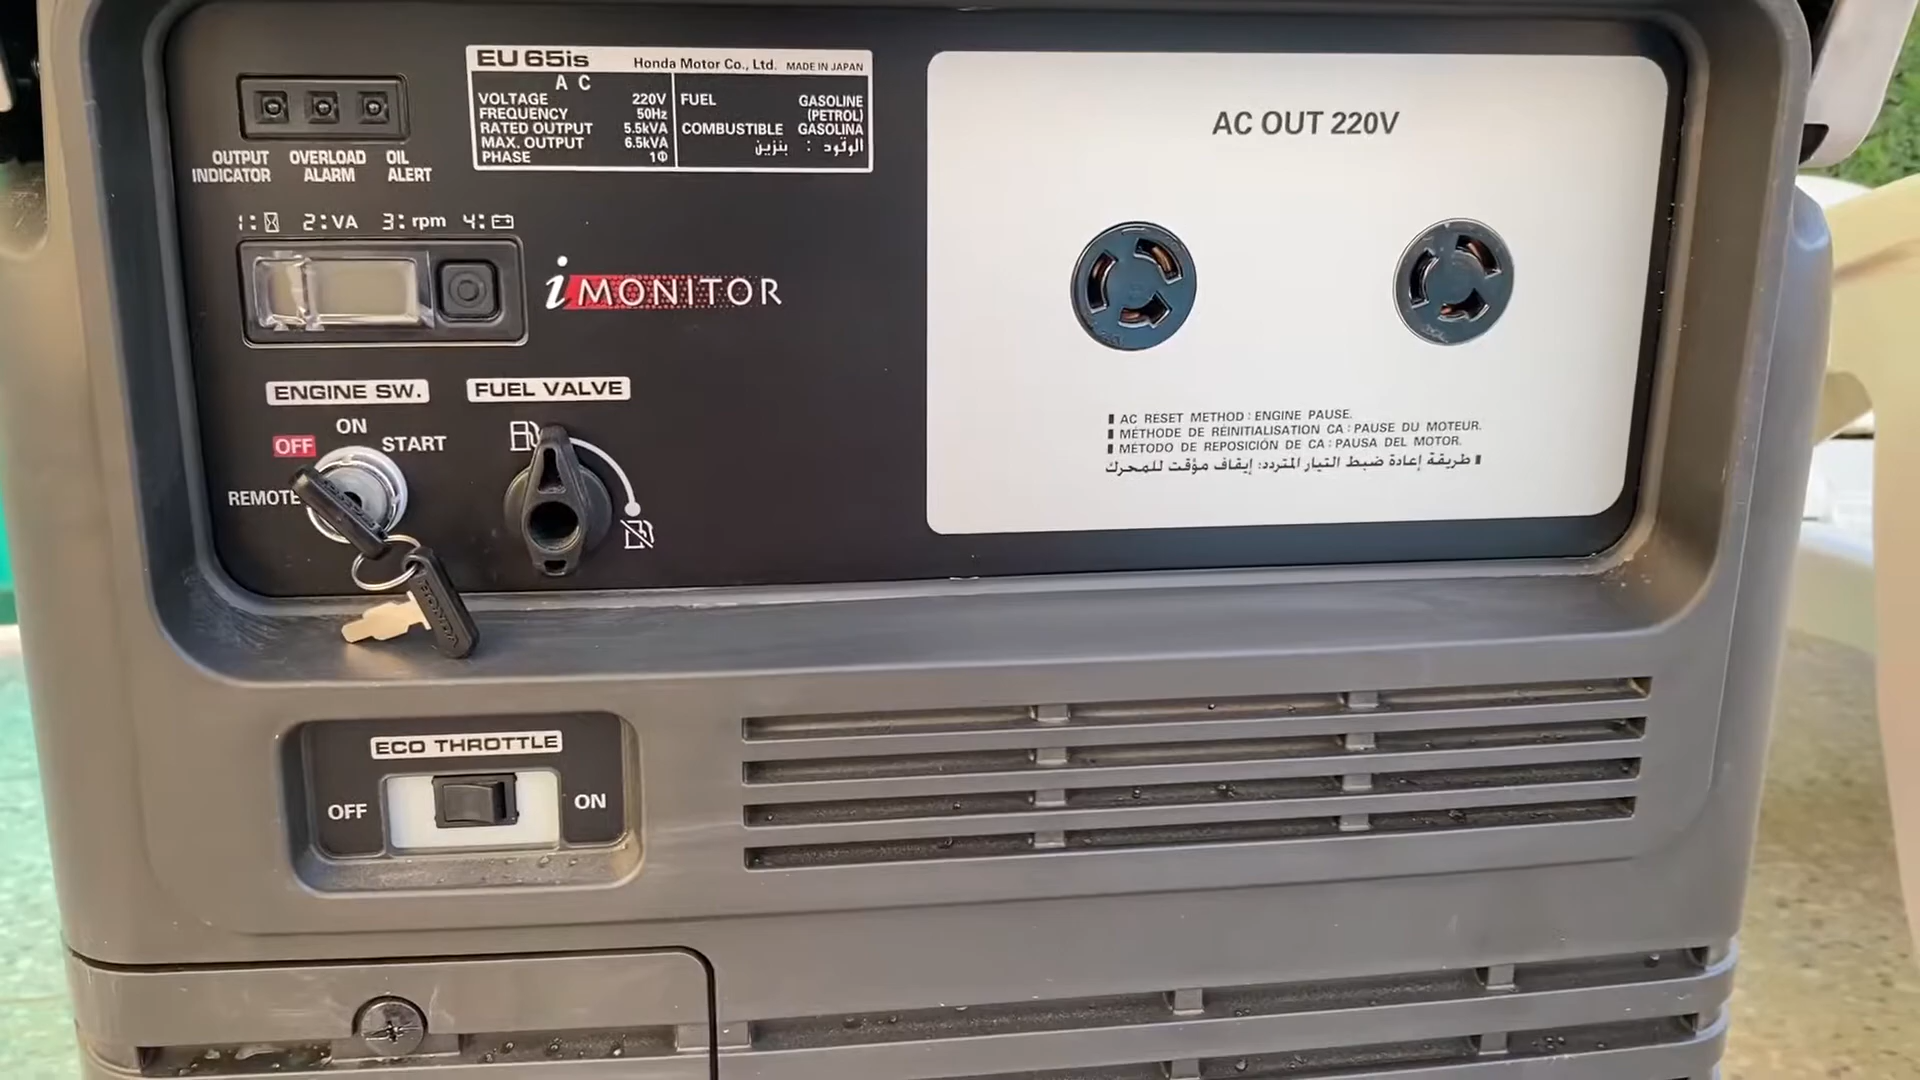 EU65is Honda Motor Co., Ltd. MADE IN JAPAN
AC
VOLTAGE 220V
FREQUENCY 50Hz
RATED OUTPUT 5.5kVA
MAX. OUTPUT 6.5kVA
PHASE 1Φ
FUEL GASOLINE
(PETROL)
COMBUSTIBLE GASOLINA
الوقود : بنزين
OUTPUT INDICATOR
OVERLOAD ALARM
OIL ALERT
1: 2:VA 3:rpm 4:
i MONITOR
ENGINE SW.
ON
OFF
START
REMOTE
FUEL VALVE
HONDA
AC OUT 220V
AC RESET METHOD : ENGINE PAUSE.
MÉTHODE DE RÉINITIALISATION CA : PAUSE DU MOTEUR.
MÉTODO DE REPOSICIÓN DE CA : PAUSA DEL MOTOR.
طريقة إعادة ضبط التيار المتردد: إيقاف مؤقت للمحرك
ECO THROTTLE
OFF
ON